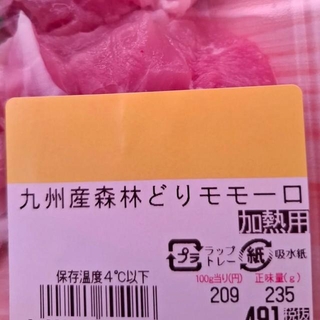 九州産森林どりモモ一口
加熱用
プラ ラップ トレー 紙 吸水紙
保存温度4℃以下
100g当り(円) 正味量(g)
209 235
491 税抜